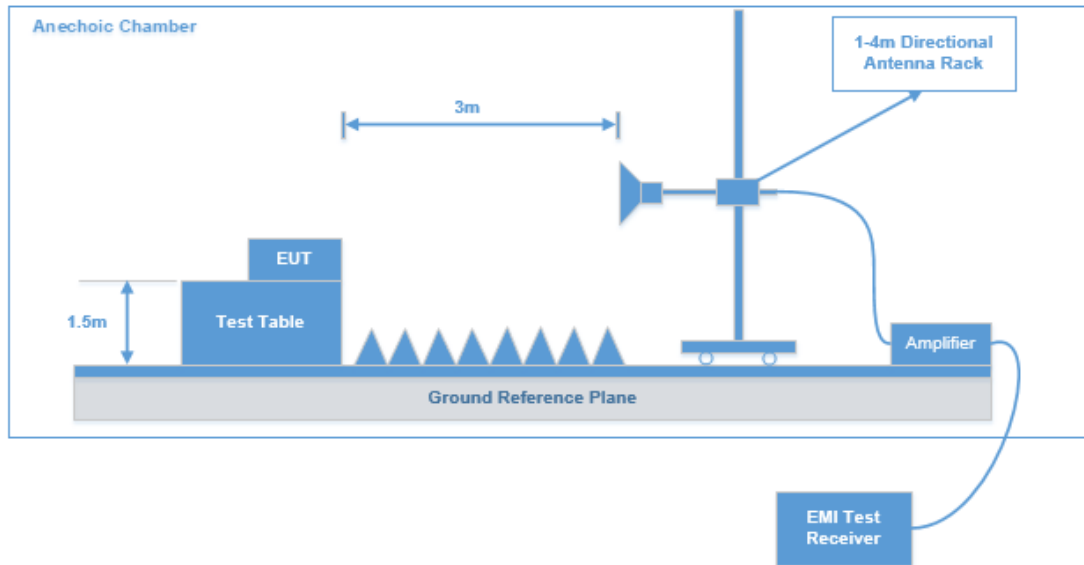 Anechoic Chamber
1-4m Directional
Antenna Rack
3m
EUT
1.5m
Test Table
Amplifier
Ground Reference Plane
EMI Test
Receiver